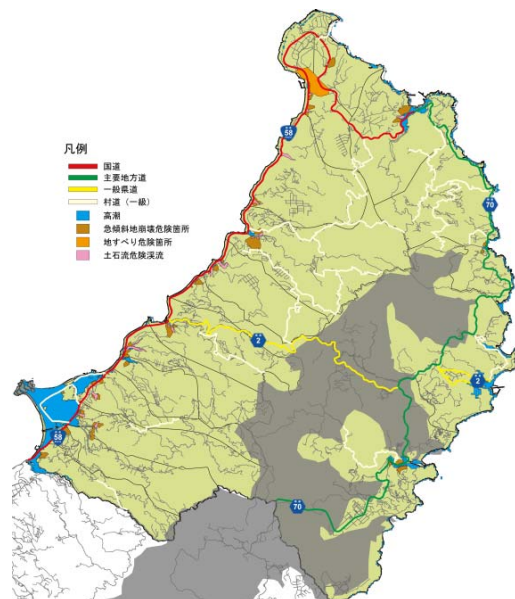 58
凡例
国道
主要地方道
一般県道
村道（一級）
高潮
急傾斜地崩壊危険箇所
地すべり危険箇所
土石流危険渓流
70
2
2
58
70